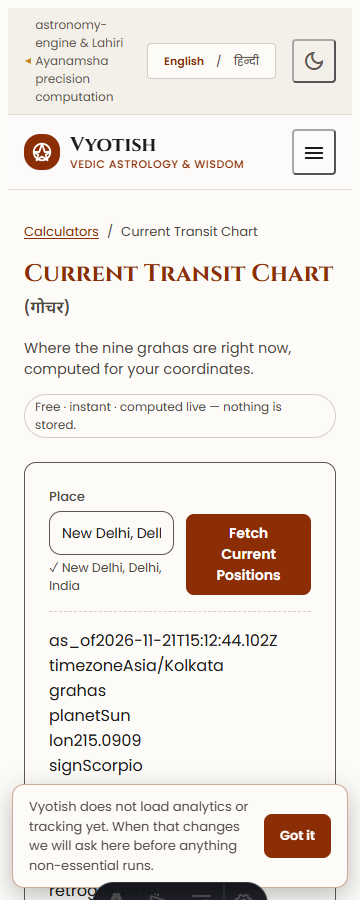 astronomy-
engine & Lahiri
Ayanamsha
precision
computation
English / हिन्दी
VYOTISH
VEDIC ASTROLOGY & WISDOM
Calculators / Current Transit Chart
CURRENT TRANSIT CHART
(गोचर)
Where the nine grahas are right now,
computed for your coordinates.
Free · instant · computed live — nothing is
stored.
Place
New Delhi, Del
Fetch
Current
Positions
✓ New Delhi, Delhi,
India
as_of2026-11-21T15:12:44.102Z
timezoneAsia/Kolkata
grahas
planetSun
lon215.0909
signScorpio
Vyotish does not load analytics or
tracking yet. When that changes
we will ask here before anything
non-essential runs.
Got it